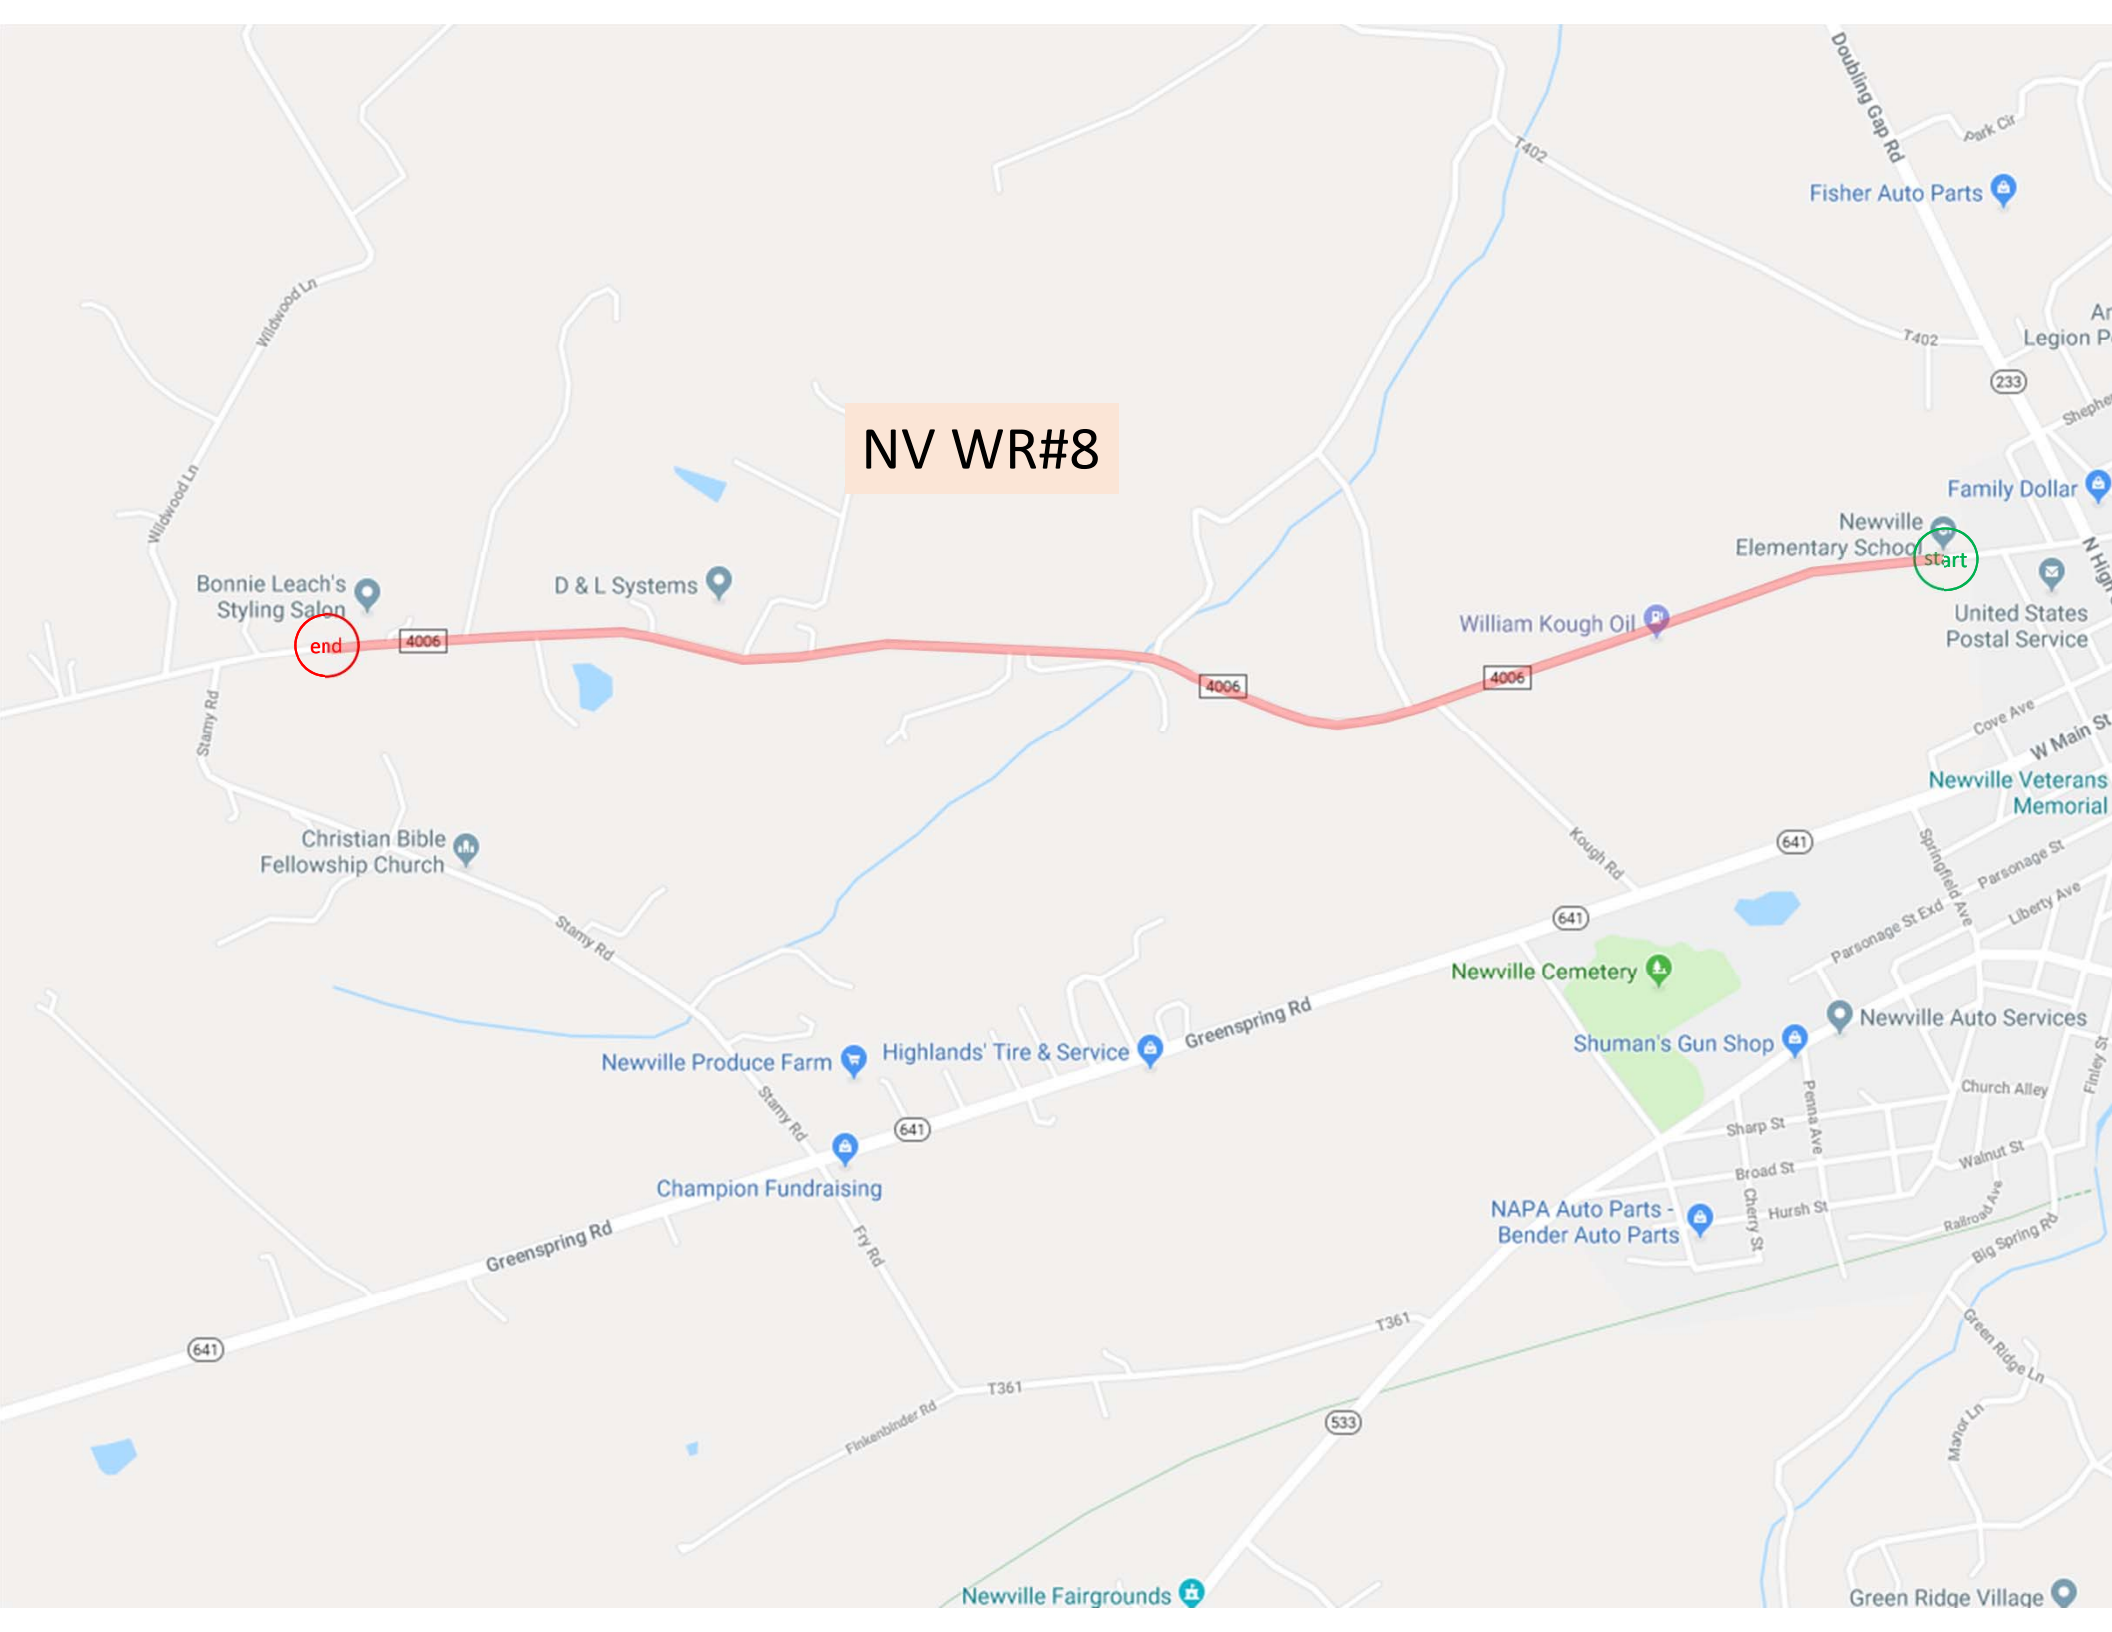 Doubling Gap Rd
Park Cir
T402
Fisher Auto Parts
Wildwood Ln
T402
Legion P
233
Shephe
NV WR#8
Family Dollar
Wildwood Ln
Newville
Elementary School
start
N High
Bonnie Leach's
Styling Salon
D & L Systems
William Kough Oil
United States
Postal Service
end
4006
4006
4006
Stamy Rd
Cove Ave
W Main St
Newville Veterans
Memorial
Christian Bible
Fellowship Church
Kough Rd
641
Springfield Ave
Parsonage St
641
Parsonage St Exd
Liberty Ave
Stamy Rd
Newville Cemetery
Greenspring Rd
Newville Auto Services
Shuman's Gun Shop
Newville Produce Farm
Highlands' Tire & Service
Finley St
Stamy Rd
641
Penna Ave
Church Alley
Sharp St
Champion Fundraising
Broad St
Walnut St
Cherry St
NAPA Auto Parts -
Bender Auto Parts
Hursh St
Railroad Ave
Big Spring Rd
Greenspring Rd
Fry Rd
641
T361
Green Ridge Ln
T361
Finkenbinder Rd
533
Manor Ln
Newville Fairgrounds
Green Ridge Village